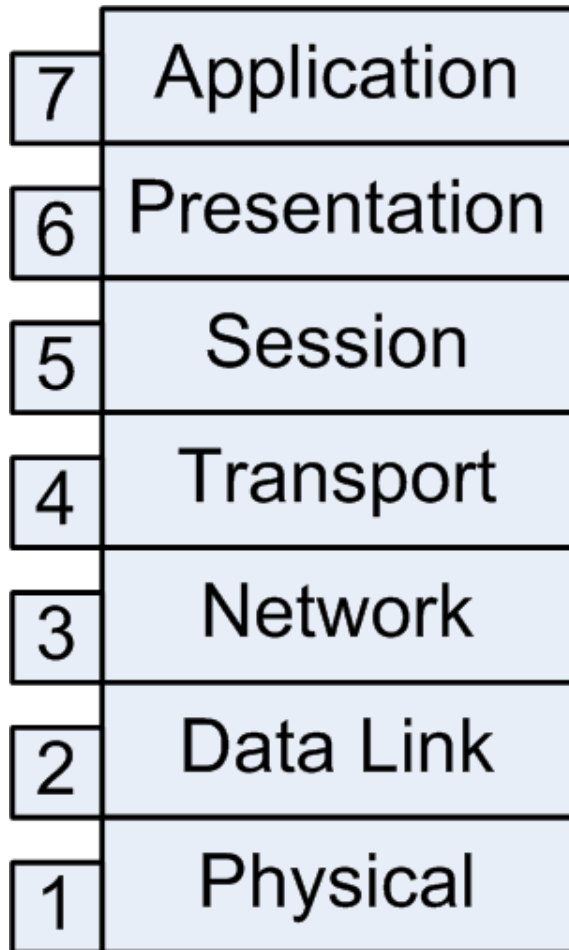 7 Application
6 Presentation
5 Session
4 Transport
3 Network
2 Data Link
1 Physical